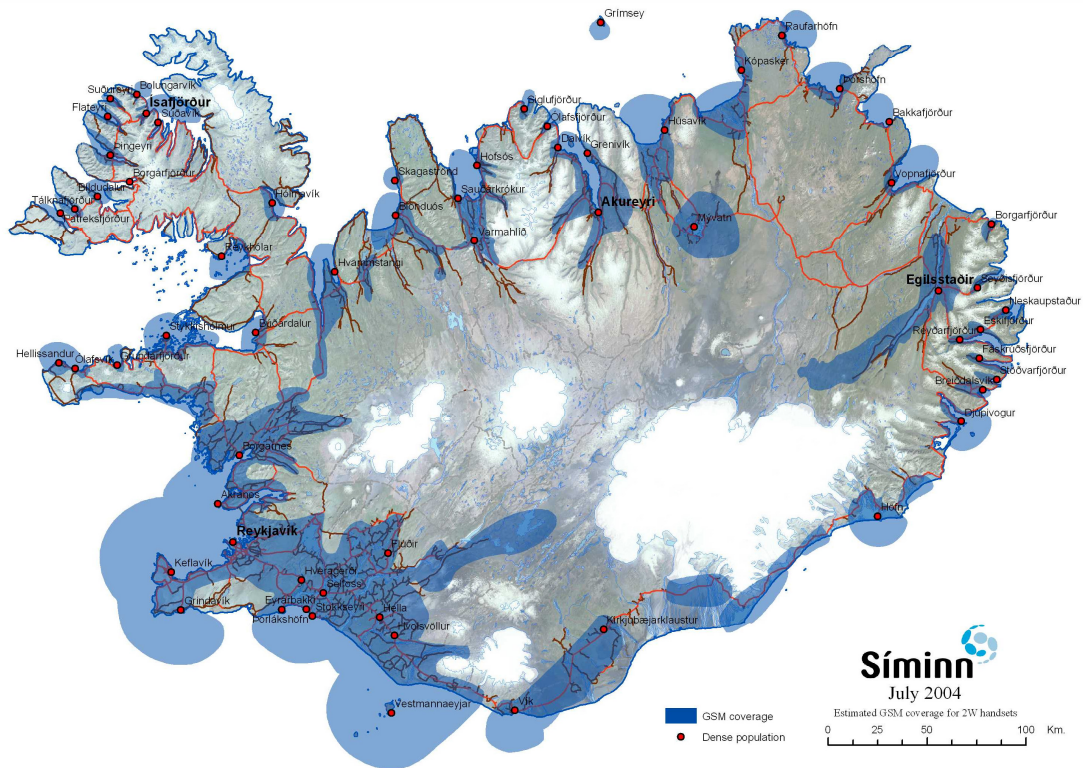 Grímsey
Raufarhöfn
Kópasker
Þórshöfn
Bakkafjörður
Vopnafjörður
Borgarfjörður
Bolungarvík
Suðureyri
Ísafjörður
Flateyri
Súðavík
Þingeyri
Borgárfjörður
Bíldudalur
Tálknafjörður
Patreksfjörður
Hólmavík
Reykhólar
Siglufjörður
Ólafsfjörður
Dalvík
Grenivík
Húsavík
Hofsós
Skagaströnd
Sauðárkrókur
Blönduós
Akureyri
Mývatn
Varmahlíð
Hvammstangi
Egilsstaðir
Seyðisfjörður
Neskaupstaður
Eskifjörður
Reyðarfjörður
Fáskrúðsfjörður
Stöðvarfjörður
Breiðdalsvík
Djúpivogur
Stykkishólmur
Búðardalur
Hellissandur
Ólafsvík
Grundarfjörður
Borgarnes
Akranes
Reykjavík
Höfn
Keflavík
Flúðir
Hveragerði
Selfoss
Grindavík
Eyrarbakki
Stokkseyri
Þorlákshöfn
Hella
Hvolsvöllur
Kirkjubæjarklaustur
Vestmannaeyjar
Vík
Síminn
July 2004
Estimated GSM coverage for 2W handsets
GSM coverage
Dense population
0 25 50 100 Km.